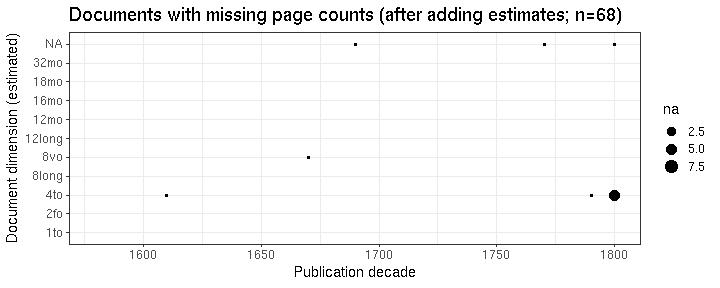 Documents with missing page counts (after adding estimates; n=68)
Document dimension (estimated)
NA
32mo
18mo
16mo
12mo
12long
8vo
8long
4to
2fo
1to
1600 1650 1700 1750 1800
Publication decade
na
2.5
5.0
7.5